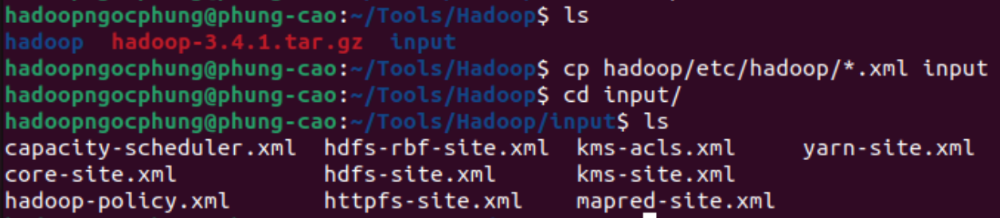 hadoopngocphung@phung-cao:~/Tools/Hadoop$ ls
hadoop  hadoop-3.4.1.tar.gz  input
hadoopngocphung@phung-cao:~/Tools/Hadoop$ cp hadoop/etc/hadoop/*.xml input
hadoopngocphung@phung-cao:~/Tools/Hadoop$ cd input/
hadoopngocphung@phung-cao:~/Tools/Hadoop/input$ ls
capacity-scheduler.xml  hdfs-rbf-site.xml  kms-acls.xml     yarn-site.xml
core-site.xml           hdfs-site.xml      kms-site.xml
hadoop-policy.xml       httpfs-site.xml    mapred-site.xml